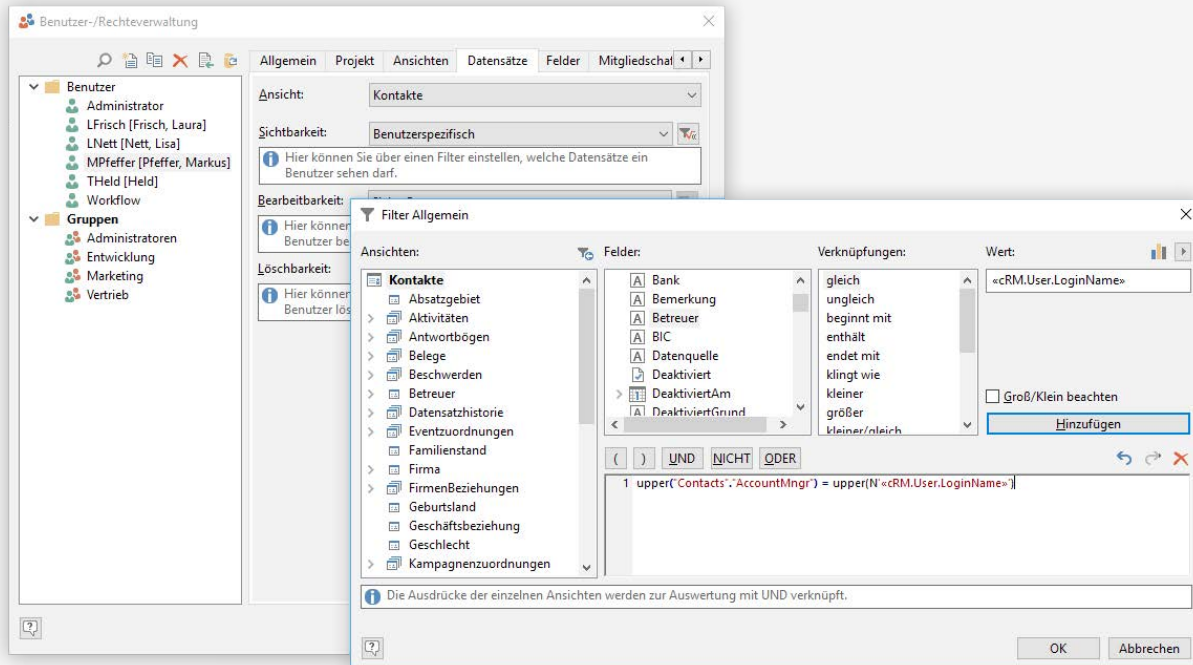 Benutzer-/Rechteverwaltung
Allgemein Projekt Ansichten Datensätze Felder Mitgliedschaf
Benutzer
Administrator
LFrisch [Frisch, Laura]
LNett [Nett, Lisa]
MPfeffer [Pfeffer, Markus]
THeld [Held]
Workflow
Gruppen
Administratoren
Entwicklung
Marketing
Vertrieb
Ansicht: Kontakte
Sichtbarkeit: Benutzerspezifisch
Hier können Sie über einen Filter einstellen, welche Datensätze ein
Benutzer sehen darf.
Bearbeitbarkeit:
Hier können
Benutzer be
Löschbarkeit:
Hier können
Benutzer lös
Filter Allgemein
Ansichten:
Kontakte
Absatzgebiet
Aktivitäten
Antwortbögen
Belege
Beschwerden
Betreuer
Datensatzhistorie
Eventzuordnungen
Familienstand
Firma
FirmenBeziehungen
Geburtsland
Geschäftsbeziehung
Geschlecht
Kampagnenzuordnungen
Felder:
Bank
Bemerkung
Betreuer
BIC
Datenquelle
Deaktiviert
DeaktiviertAm
DeaktiviertGrund
Verknüpfungen:
gleich
ungleich
beginnt mit
enthält
endet mit
klingt wie
kleiner
größer
kleiner/gleich
Wert:
«cRM.User.LoginName»
Groß/Klein beachten
Hinzufügen
( ) UND NICHT ODER
1 upper("Contacts"."AccountMngr") = upper(N'«cRM.User.LoginName»')
Die Ausdrücke der einzelnen Ansichten werden zur Auswertung mit UND verknüpft.
OK Abbrechen